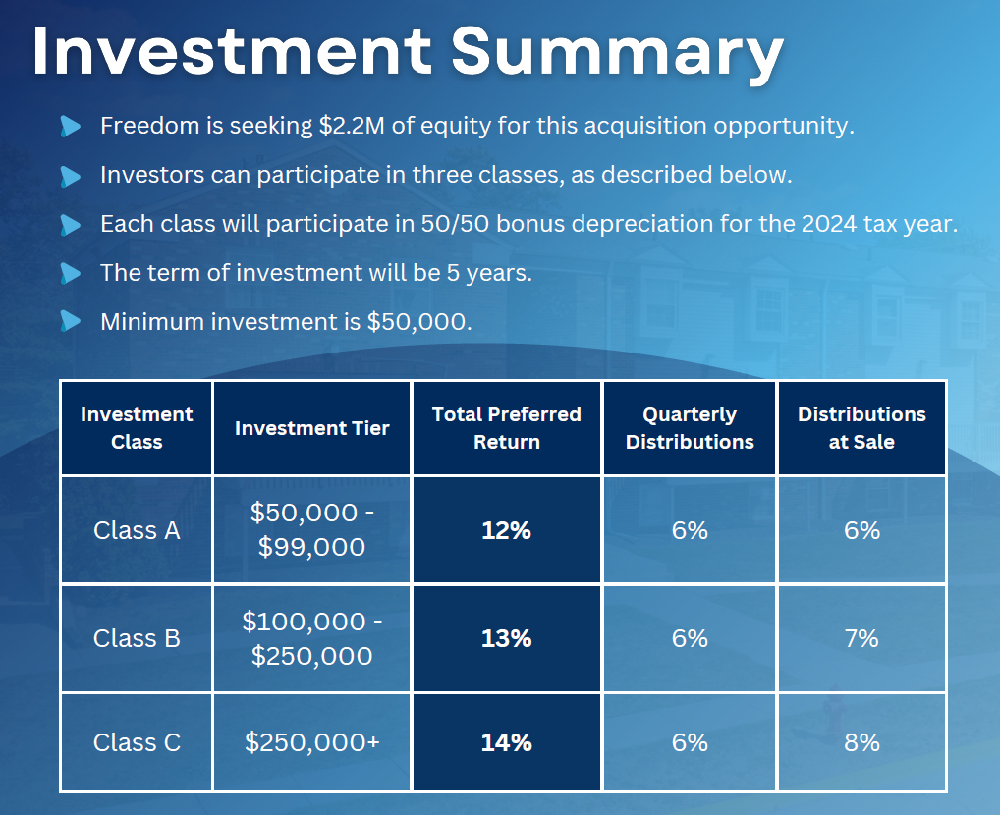 Investment Summary
Freedom is seeking $2.2M of equity for this acquisition opportunity.
Investors can participate in three classes, as described below.
Each class will participate in 50/50 bonus depreciation for the 2024 tax year.
The term of investment will be 5 years.
Minimum investment is $50,000.
Investment
Class
Investment Tier
Total Preferred
Return
Quarterly
Distributions
Distributions
at Sale
Class A
$50,000 -
$99,000
12%
6%
6%
Class B
$100,000 -
$250,000
13%
6%
7%
Class C
$250,000+
14%
6%
8%